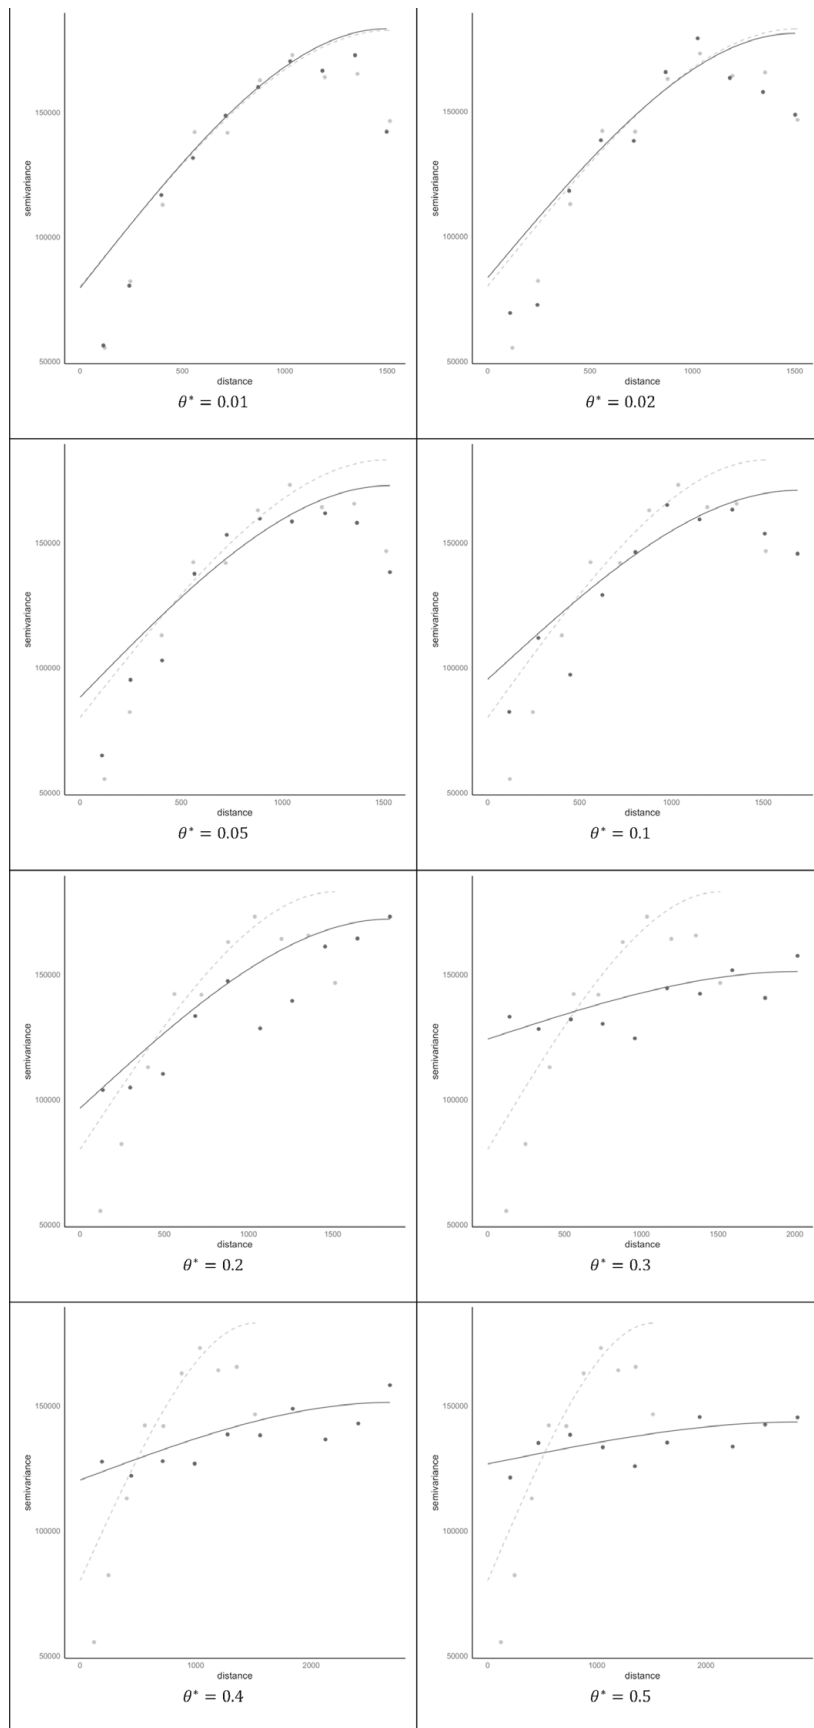 150000
100000
50000
semivariance
0 500 1000 1500
distance
θ* = 0.01
150000
100000
50000
semivariance
0 500 1000 1500
distance
θ* = 0.02
150000
100000
50000
semivariance
0 500 1000 1500
distance
θ* = 0.05
150000
100000
50000
semivariance
0 500 1000 1500
distance
θ* = 0.1
150000
100000
50000
semivariance
0 500 1000 1500
distance
θ* = 0.2
150000
100000
50000
semivariance
0 500 1000 1500 2000
distance
θ* = 0.3
150000
100000
50000
semivariance
0 1000 2000
distance
θ* = 0.4
150000
100000
50000
semivariance
0 1000 2000
distance
θ* = 0.5